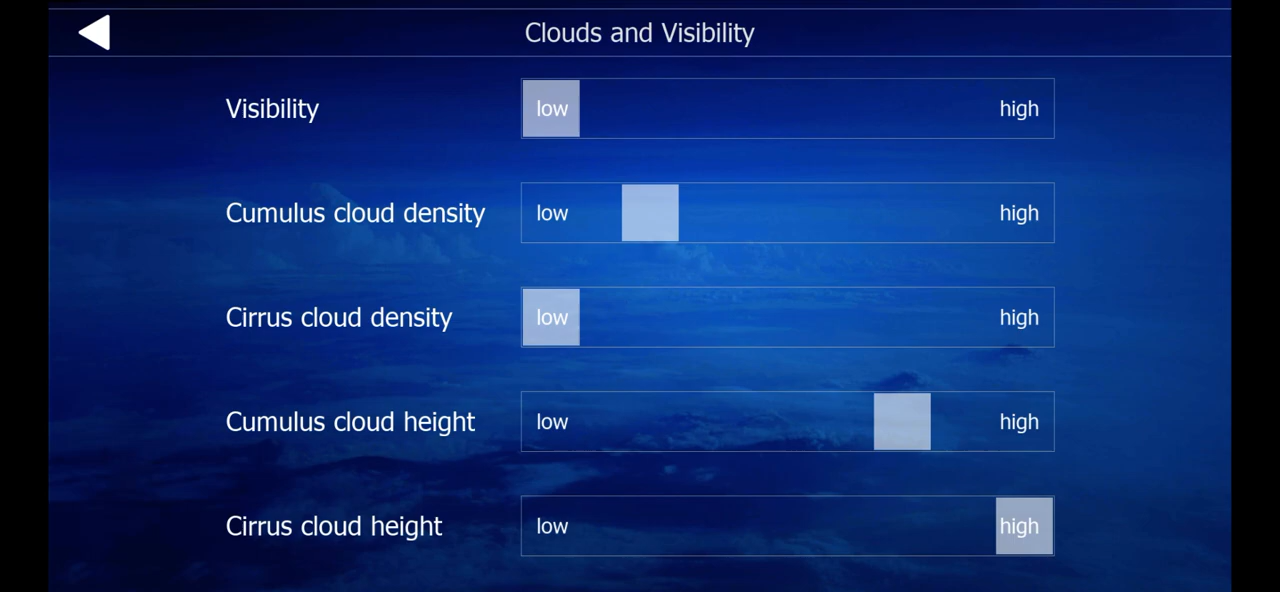 Clouds and Visibility
Visibility low high
Cumulus cloud density low high
Cirrus cloud density low high
Cumulus cloud height low high
Cirrus cloud height low high